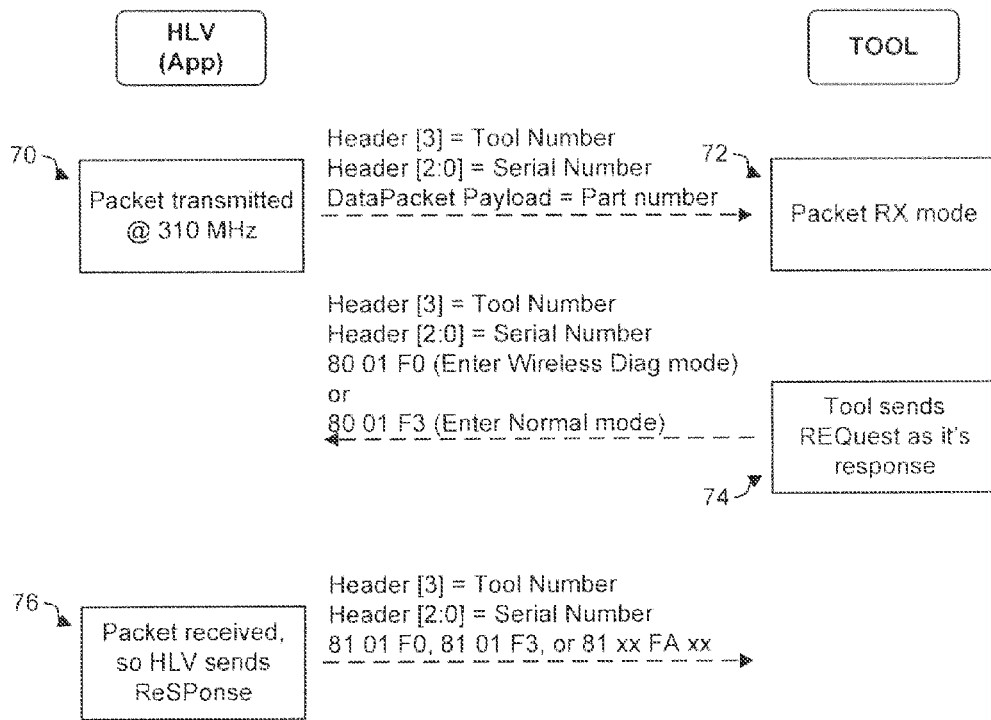 HLV
(App)
TOOL
70
Packet transmitted
@ 310 MHz
Header [3] = Tool Number
Header [2:0] = Serial Number
DataPacket Payload = Part number
72
Packet RX mode
Header [3] = Tool Number
Header [2:0] = Serial Number
80 01 F0 (Enter Wireless Diag mode)
or
80 01 F3 (Enter Normal mode)
Tool sends
REQuest as it's
response
74
76
Packet received,
so HLV sends
ReSPonse
Header [3] = Tool Number
Header [2:0] = Serial Number
81 01 F0, 81 01 F3, or 81 xx FA xx